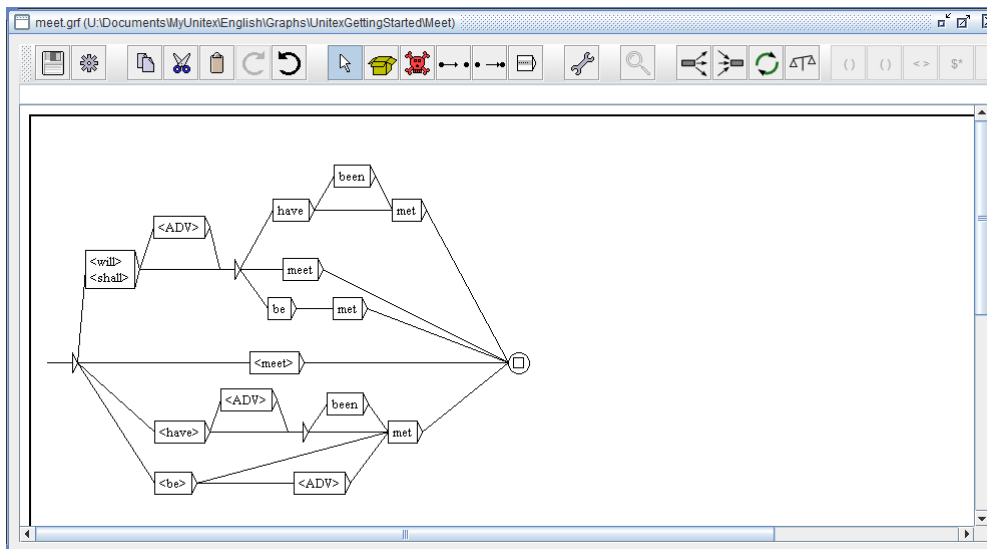 meet.grf (U:\Documents\MyUnitex\English\Graphs\UnitexGettingStarted\Meet)
( )
( )
< >
$*
been
have
met
<ADV>
<will>
<shall>
meet
be
met
<meet>
<ADV>
been
<have>
met
<be>
<ADV>